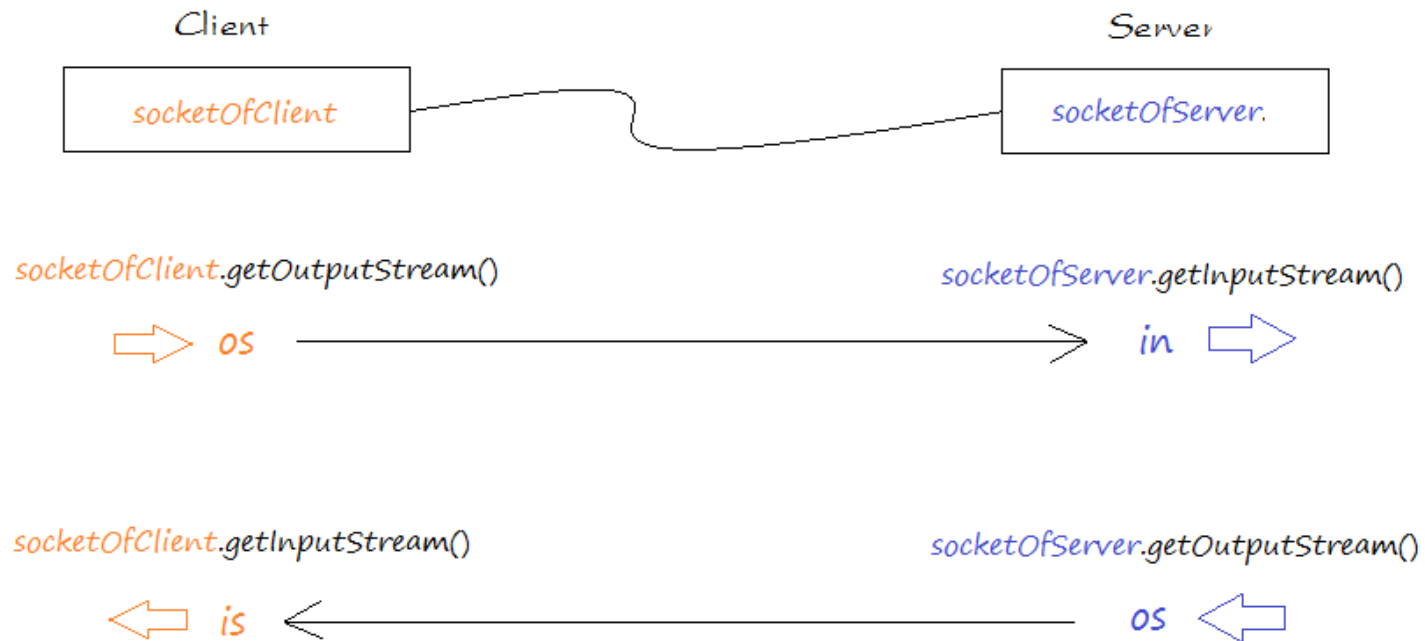 Client Server
socketOfClient socketOfServer.
socketOfClient.getOutputStream() socketOfServer.getInputStream()
os in
socketOfClient.getInputStream() socketOfServer.getOutputStream()
is os